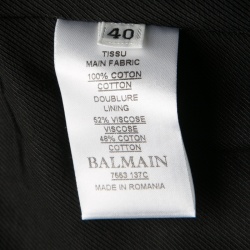 40
TISSU
MAIN FABRIC
100% COTON
COTTON
DOUBLURE
LINING
52% VISCOSE
VISCOSE
48% COTON
COTTON
BALMAIN
7663 137C
MADE IN ROMANIA